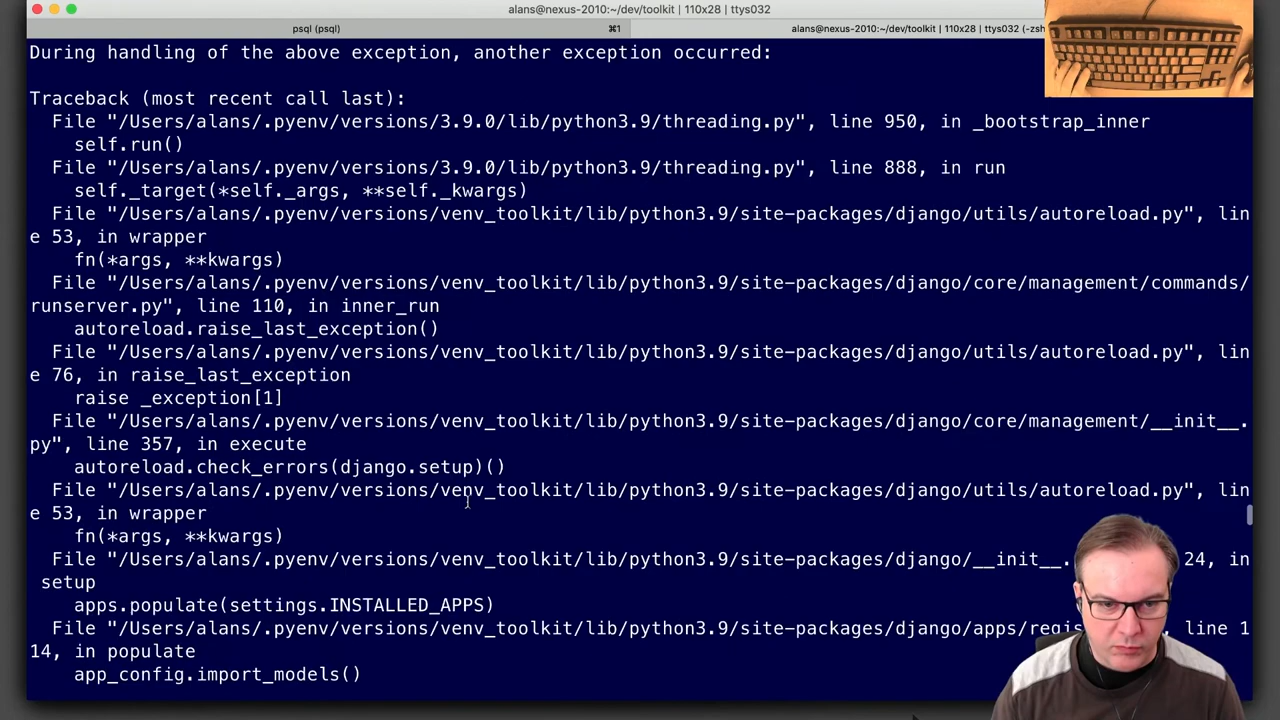 alans@nexus-2010:~/dev/toolkit | 110x28 | ttys032
psql (psql) ⌘1 alans@nexus-2010:~/dev/toolkit | 110x28 | ttys032 (-zsh
During handling of the above exception, another exception occurred:
Traceback (most recent call last):
File "/Users/alans/.pyenv/versions/3.9.0/lib/python3.9/threading.py", line 950, in _bootstrap_inner
self.run()
File "/Users/alans/.pyenv/versions/3.9.0/lib/python3.9/threading.py", line 888, in run
self._target(*self._args, **self._kwargs)
File "/Users/alans/.pyenv/versions/venv_toolkit/lib/python3.9/site-packages/django/utils/autoreload.py", lin
e 53, in wrapper
fn(*args, **kwargs)
File "/Users/alans/.pyenv/versions/venv_toolkit/lib/python3.9/site-packages/django/core/management/commands/
runserver.py", line 110, in inner_run
autoreload.raise_last_exception()
File "/Users/alans/.pyenv/versions/venv_toolkit/lib/python3.9/site-packages/django/utils/autoreload.py", lin
e 76, in raise_last_exception
raise _exception[1]
File "/Users/alans/.pyenv/versions/venv_toolkit/lib/python3.9/site-packages/django/core/management/__init__.
py", line 357, in execute
autoreload.check_errors(django.setup)()
File "/Users/alans/.pyenv/versions/venv_toolkit/lib/python3.9/site-packages/django/utils/autoreload.py", lin
e 53, in wrapper
fn(*args, **kwargs)
File "/Users/alans/.pyenv/versions/venv_toolkit/lib/python3.9/site-packages/django/__init__. 24, in
setup
apps.populate(settings.INSTALLED_APPS)
File "/Users/alans/.pyenv/versions/venv_toolkit/lib/python3.9/site-packages/django/apps/regis , line 1
14, in populate
app_config.import_models()